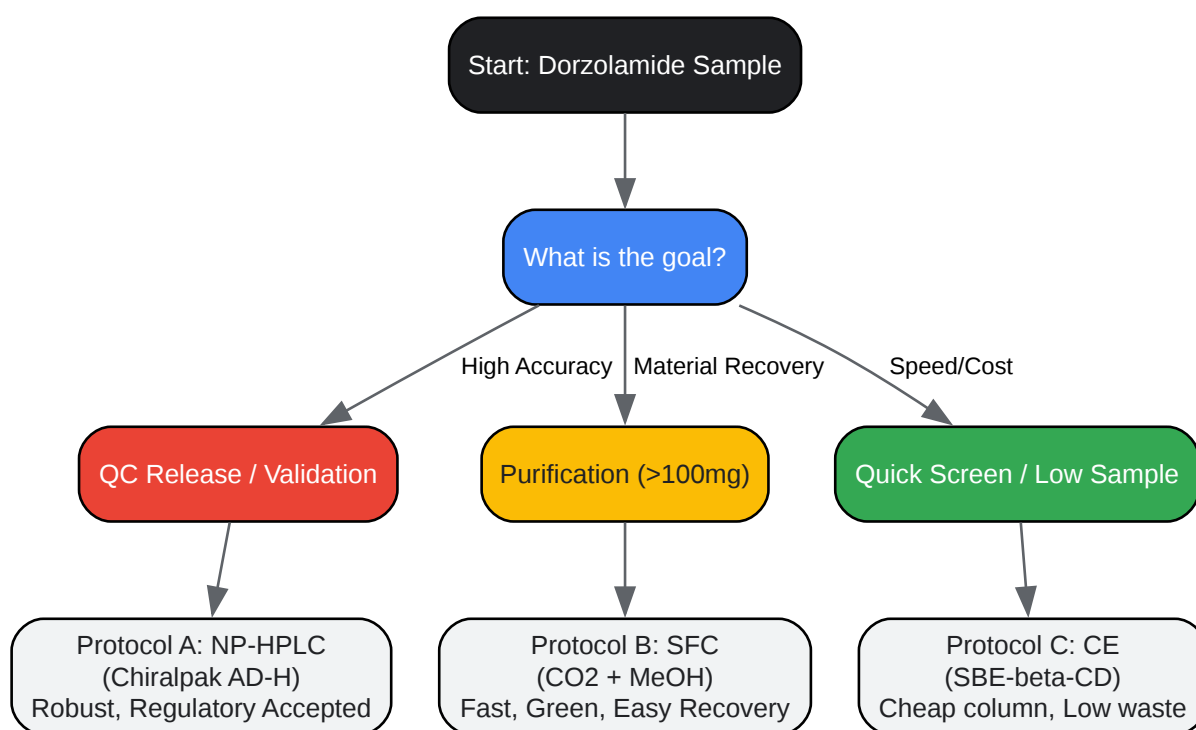 Start: Dorzolamide Sample
What is the goal?
High Accuracy
Material Recovery
Speed/Cost
QC Release / Validation
Purification (>100mg)
Quick Screen / Low Sample
Protocol A: NP-HPLC
(Chiralpak AD-H)
Robust, Regulatory Accepted
Protocol B: SFC
(CO2 + MeOH)
Fast, Green, Easy Recovery
Protocol C: CE
(SBE-beta-CD)
Cheap column, Low waste